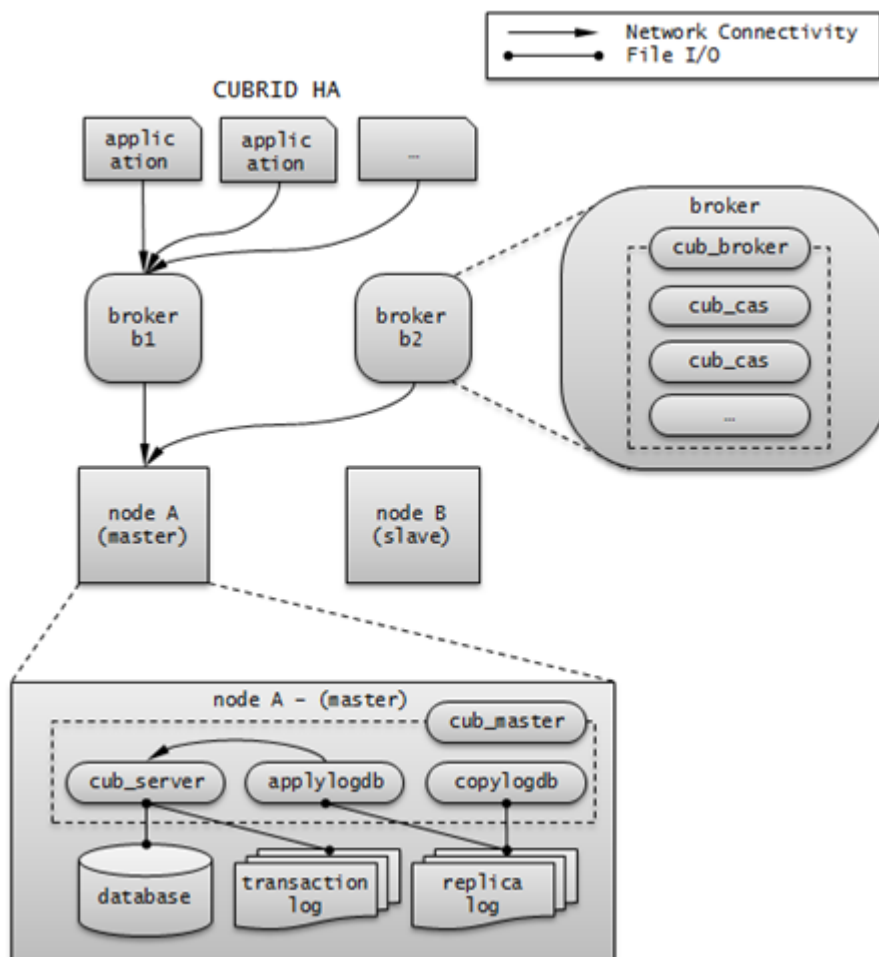 Network Connectivity
File I/O
CUBRID HA
applic
ation
applic
ation
...
broker
b1
broker
b2
broker
cub_broker
cub_cas
cub_cas
...
node A
(master)
node B
(slave)
node A - (master)
cub_master
cub_server
applylogdb
copylogdb
database
transaction
log
replica
log